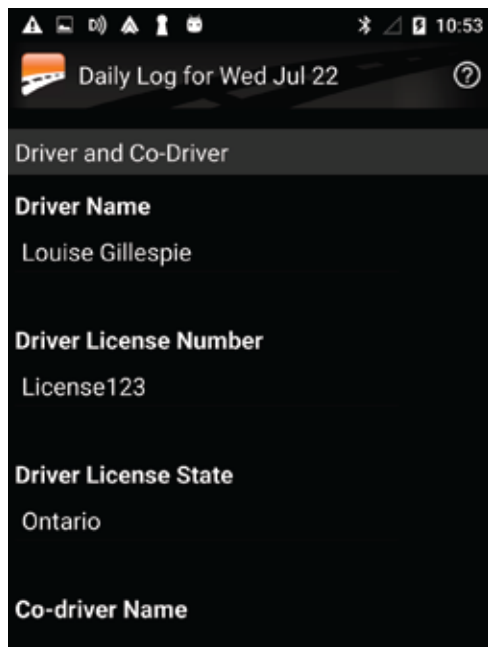 10:53
Daily Log for Wed Jul 22
Driver and Co-Driver
Driver Name
Louise Gillespie
Driver License Number
License123
Driver License State
Ontario
Co-driver Name